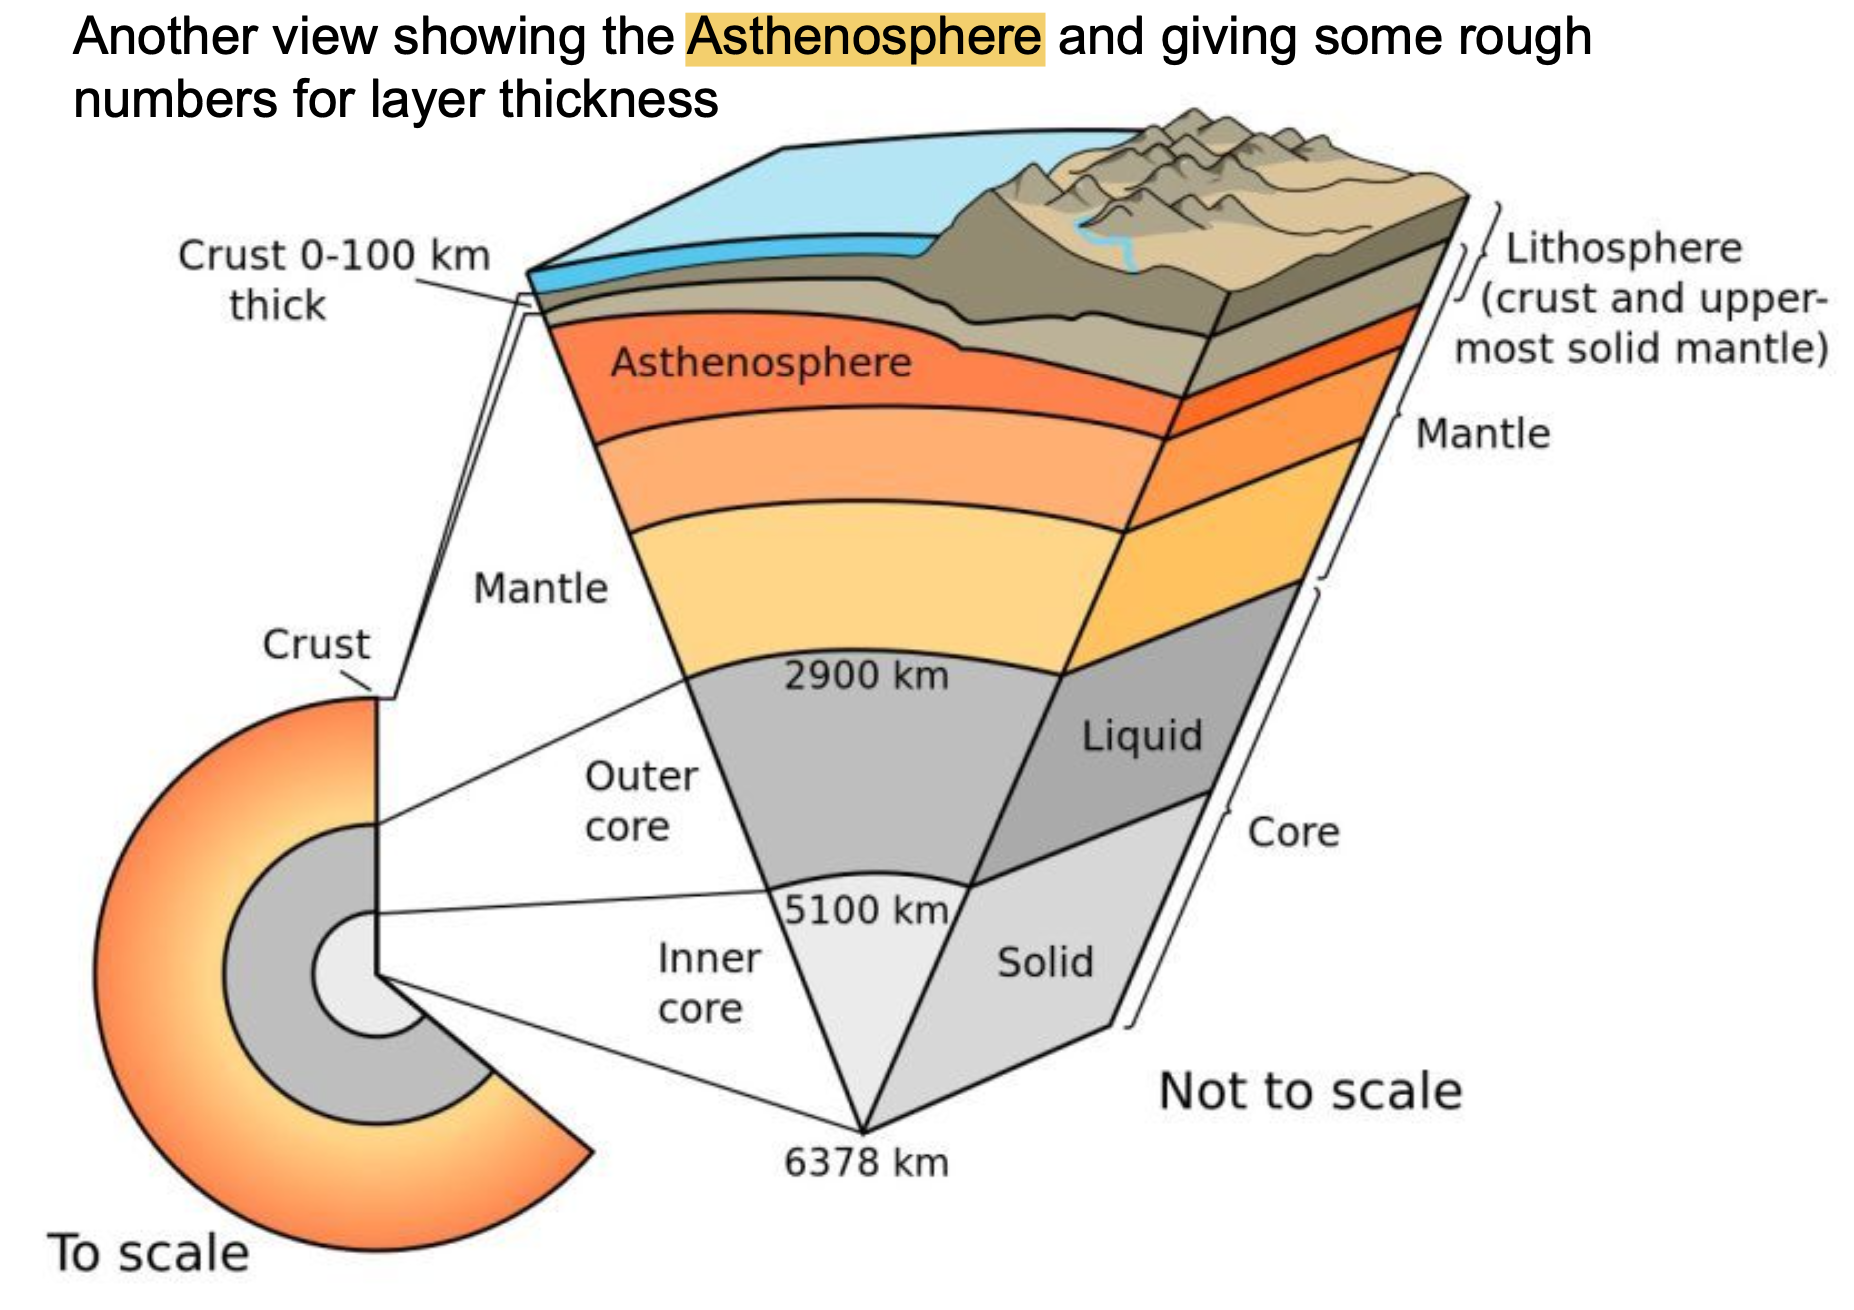 Another view showing the Asthenosphere and giving some rough
numbers for layer thickness
Crust 0-100 km
thick
Lithosphere
(crust and upper-
most solid mantle)
Asthenosphere
Mantle
Mantle
Crust
2900 km
Liquid
Outer
core
Core
5100 km
Inner
core
Solid
Not to scale
6378 km
To scale